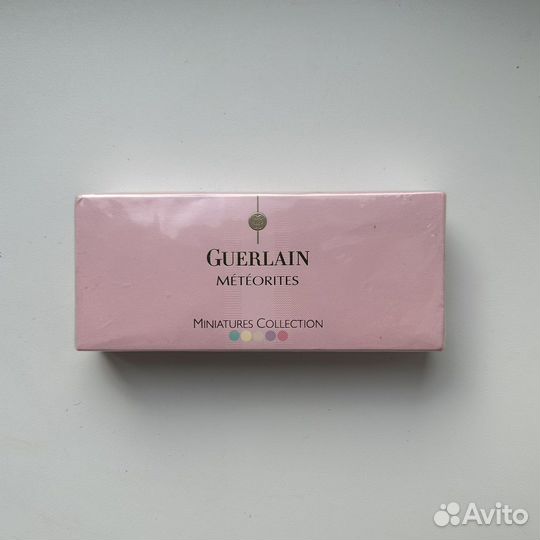 GUERLAIN
MÉTÉORITES
MINIATURES COLLECTION
Avito